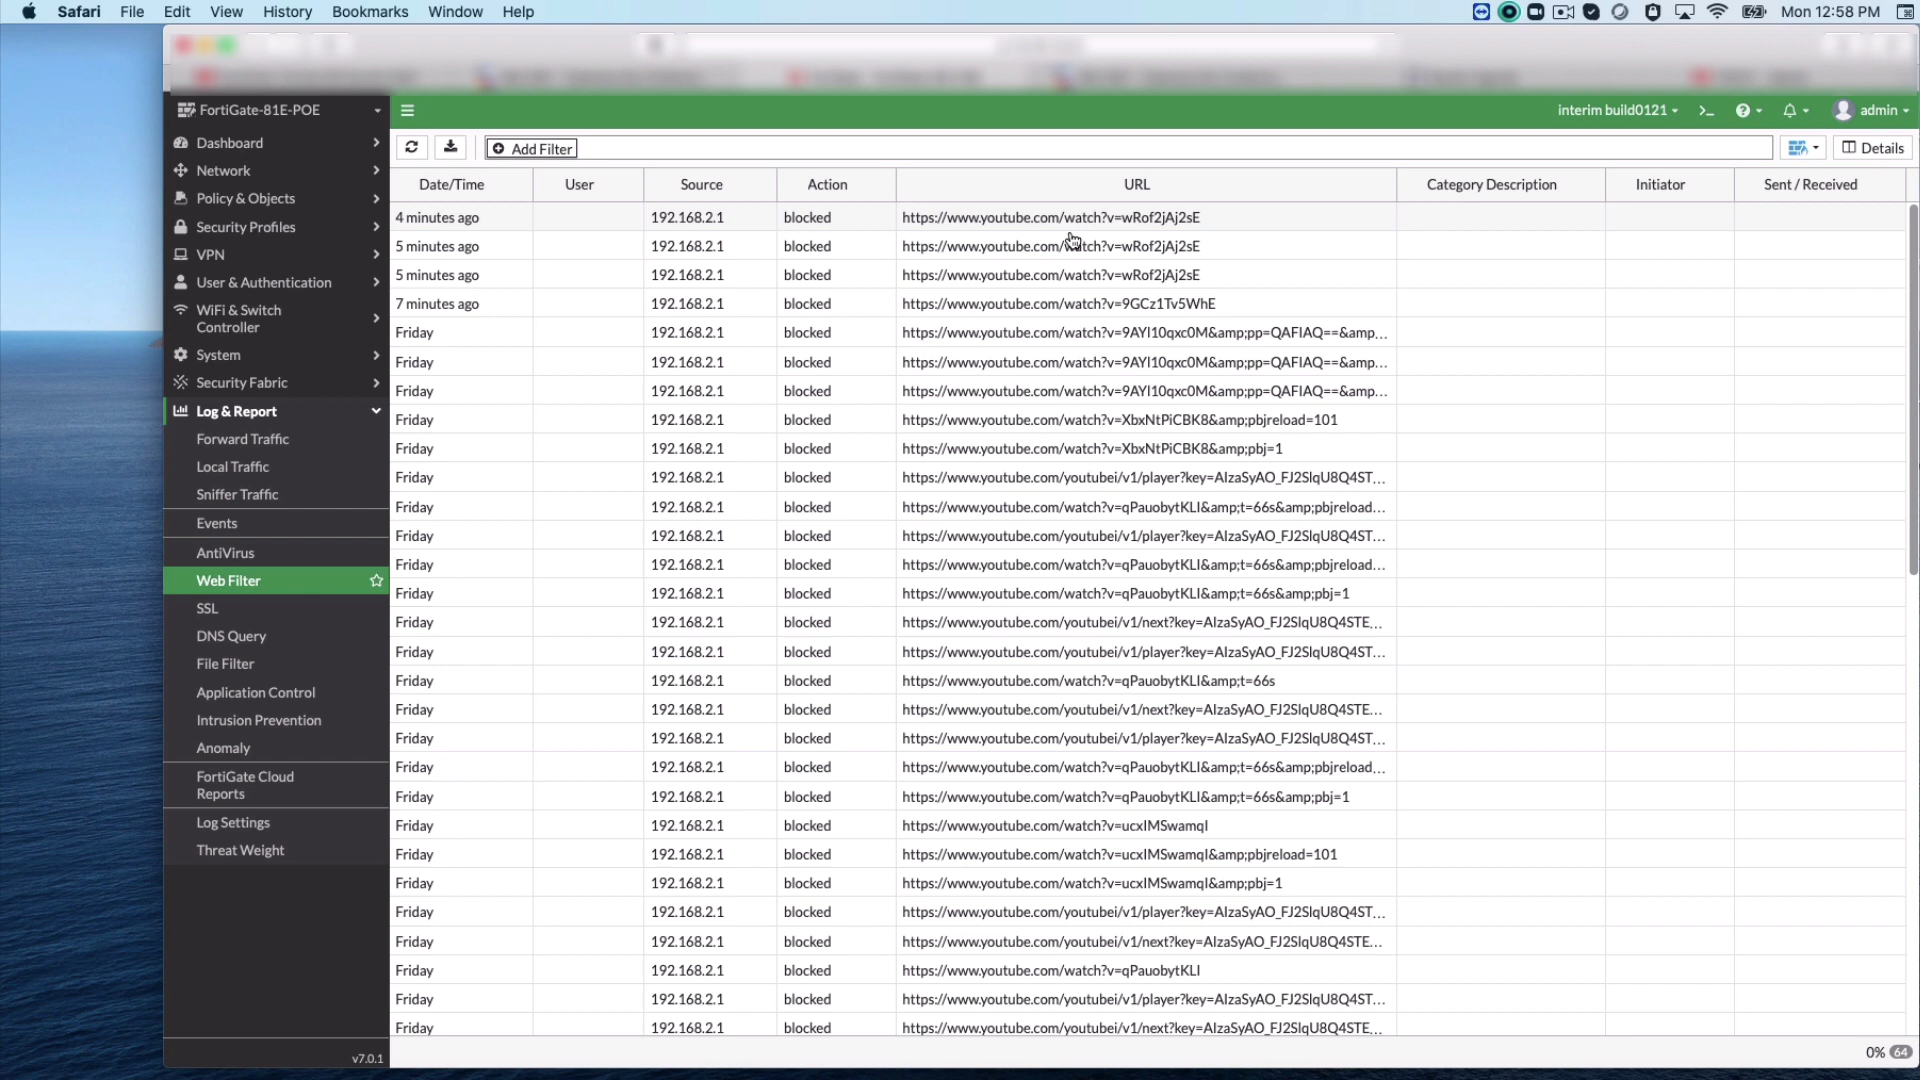 Safari File Edit View History Bookmarks Window Help Mon 12:58 PM
FortiGate-81E-POE interim build0121 >_ admin
Dashboard
Network
Policy & Objects
Security Profiles
VPN
User & Authentication
WiFi & Switch
Controller
System
Security Fabric
Log & Report
Forward Traffic
Local Traffic
Sniffer Traffic
Events
AntiVirus
Web Filter
SSL
DNS Query
File Filter
Application Control
Intrusion Prevention
Anomaly
FortiGate Cloud
Reports
Log Settings
Threat Weight
v7.0.1
Add Filter Details
Date/Time User Source Action URL Category Description Initiator Sent / Received
4 minutes ago 192.168.2.1 blocked https://www.youtube.com/watch?v=wRof2jAj2sE
5 minutes ago 192.168.2.1 blocked https://www.youtube.com/watch?v=wRof2jAj2sE
5 minutes ago 192.168.2.1 blocked https://www.youtube.com/watch?v=wRof2jAj2sE
7 minutes ago 192.168.2.1 blocked https://www.youtube.com/watch?v=9GCz1Tv5WhE
Friday 192.168.2.1 blocked https://www.youtube.com/watch?v=9AYl10qxc0M&amp;pp=QAFIAQ==&amp...
Friday 192.168.2.1 blocked https://www.youtube.com/watch?v=9AYl10qxc0M&amp;pp=QAFIAQ==&amp...
Friday 192.168.2.1 blocked https://www.youtube.com/watch?v=9AYl10qxc0M&amp;pp=QAFIAQ==&amp...
Friday 192.168.2.1 blocked https://www.youtube.com/watch?v=XbxNtPiCBK8&amp;pbjreload=101
Friday 192.168.2.1 blocked https://www.youtube.com/watch?v=XbxNtPiCBK8&amp;pbj=1
Friday 192.168.2.1 blocked https://www.youtube.com/youtubei/v1/player?key=AIzaSyAO_FJ2SlqU8Q4ST...
Friday 192.168.2.1 blocked https://www.youtube.com/watch?v=qPauobytKLI&amp;t=66s&amp;pbjreload...
Friday 192.168.2.1 blocked https://www.youtube.com/youtubei/v1/player?key=AIzaSyAO_FJ2SlqU8Q4ST...
Friday 192.168.2.1 blocked https://www.youtube.com/watch?v=qPauobytKLI&amp;t=66s&amp;pbjreload...
Friday 192.168.2.1 blocked https://www.youtube.com/watch?v=qPauobytKLI&amp;t=66s&amp;pbj=1
Friday 192.168.2.1 blocked https://www.youtube.com/youtubei/v1/next?key=AIzaSyAO_FJ2SlqU8Q4STE...
Friday 192.168.2.1 blocked https://www.youtube.com/youtubei/v1/player?key=AIzaSyAO_FJ2SlqU8Q4ST...
Friday 192.168.2.1 blocked https://www.youtube.com/watch?v=qPauobytKLI&amp;t=66s
Friday 192.168.2.1 blocked https://www.youtube.com/youtubei/v1/next?key=AIzaSyAO_FJ2SlqU8Q4STE...
Friday 192.168.2.1 blocked https://www.youtube.com/youtubei/v1/player?key=AIzaSyAO_FJ2SlqU8Q4ST...
Friday 192.168.2.1 blocked https://www.youtube.com/watch?v=qPauobytKLI&amp;t=66s&amp;pbjreload...
Friday 192.168.2.1 blocked https://www.youtube.com/watch?v=qPauobytKLI&amp;t=66s&amp;pbj=1
Friday 192.168.2.1 blocked https://www.youtube.com/watch?v=ucxIMSwamqI
Friday 192.168.2.1 blocked https://www.youtube.com/watch?v=ucxIMSwamqI&amp;pbjreload=101
Friday 192.168.2.1 blocked https://www.youtube.com/watch?v=ucxIMSwamqI&amp;pbj=1
Friday 192.168.2.1 blocked https://www.youtube.com/youtubei/v1/player?key=AIzaSyAO_FJ2SlqU8Q4ST...
Friday 192.168.2.1 blocked https://www.youtube.com/youtubei/v1/next?key=AIzaSyAO_FJ2SlqU8Q4STE...
Friday 192.168.2.1 blocked https://www.youtube.com/watch?v=qPauobytKLI
Friday 192.168.2.1 blocked https://www.youtube.com/youtubei/v1/player?key=AIzaSyAO_FJ2SlqU8Q4ST...
Friday 192.168.2.1 blocked https://www.youtube.com/youtubei/v1/next?key=AIzaSyAO_FJ2SlqU8Q4STE...
0% 64